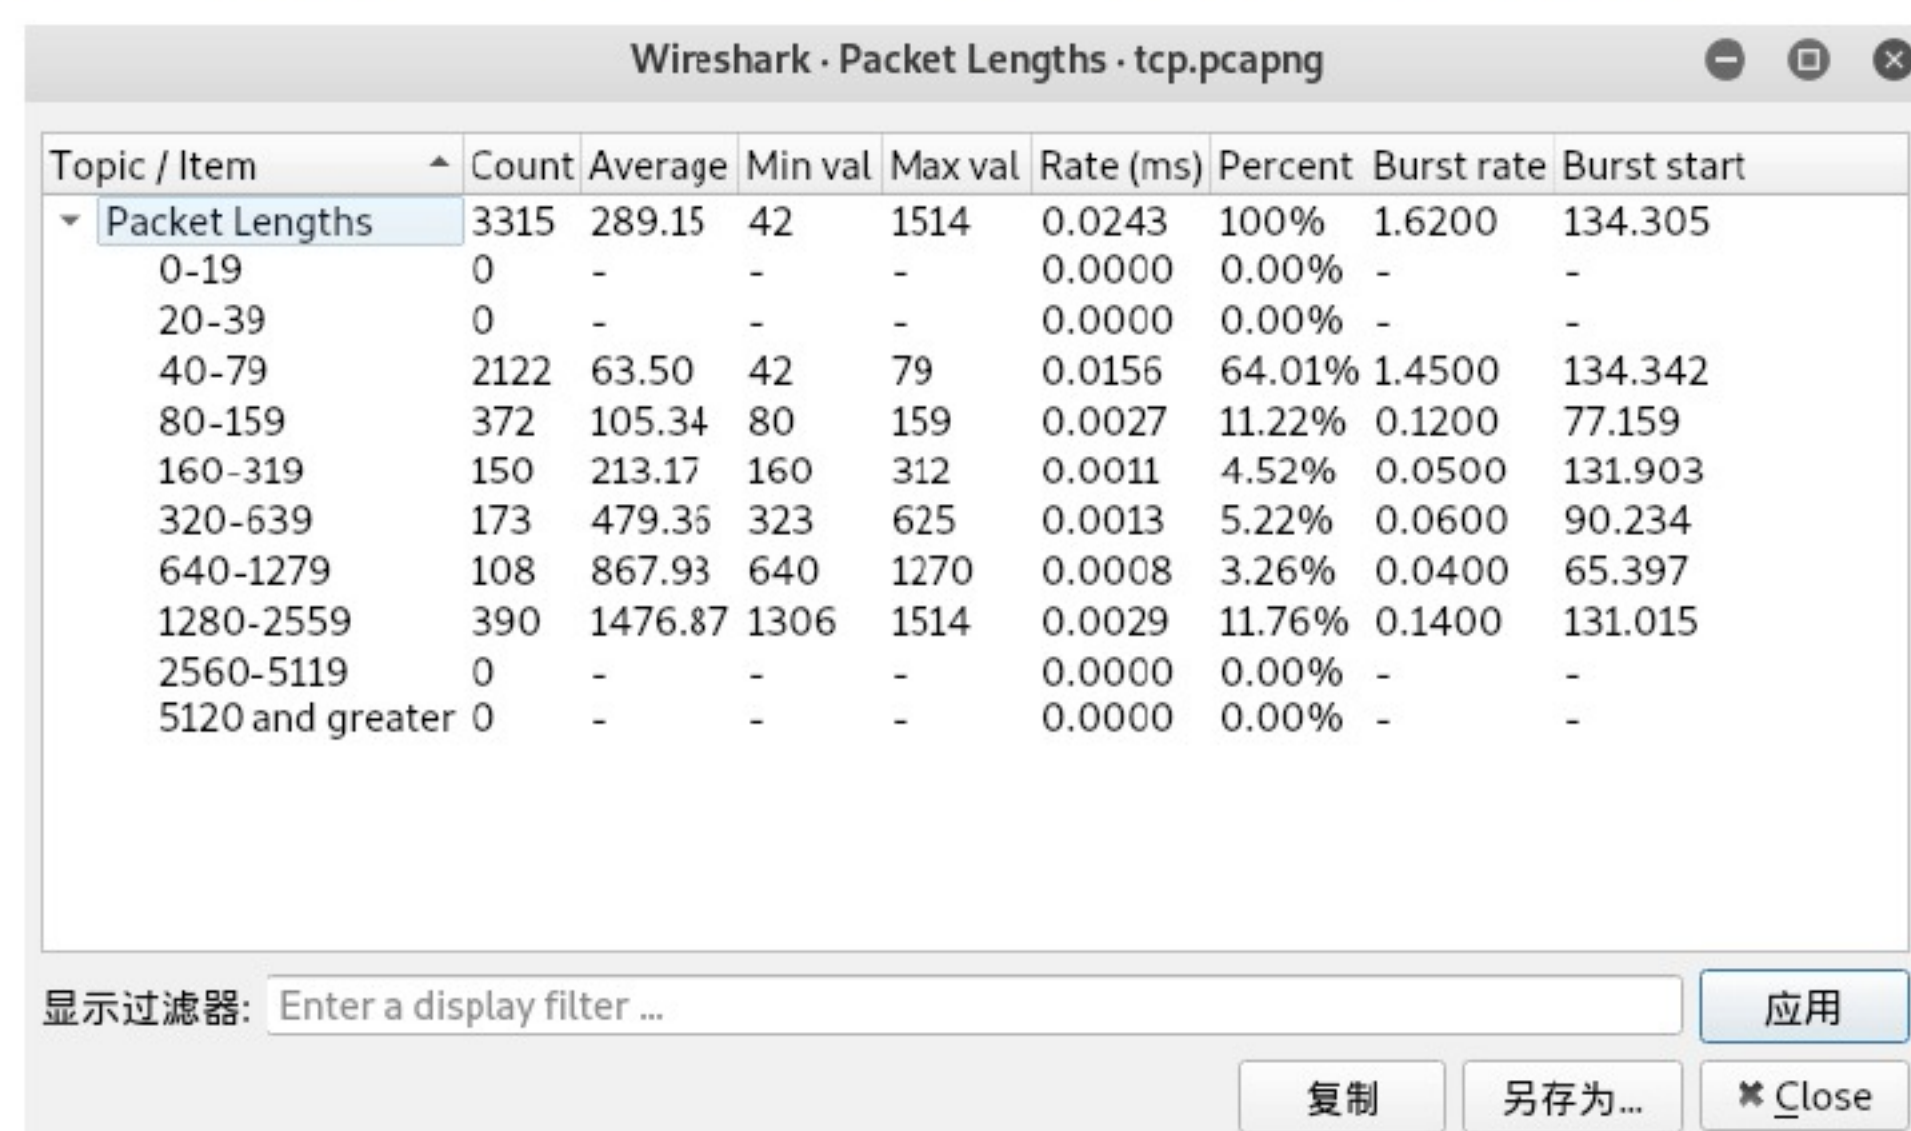 Wireshark · Packet Lengths · tcp.pcapng
Topic / Item Count Average Min val Max val Rate (ms) Percent Burst rate Burst start
Packet Lengths 3315 289.15 42 1514 0.0243 100% 1.6200 134.305
0-19 0 - - - 0.0000 0.00% - -
20-39 0 - - - 0.0000 0.00% - -
40-79 2122 63.50 42 79 0.0156 64.01% 1.4500 134.342
80-159 372 105.34 80 159 0.0027 11.22% 0.1200 77.159
160-319 150 213.17 160 312 0.0011 4.52% 0.0500 131.903
320-639 173 479.36 323 625 0.0013 5.22% 0.0600 90.234
640-1279 108 867.93 640 1270 0.0008 3.26% 0.0400 65.397
1280-2559 390 1476.87 1306 1514 0.0029 11.76% 0.1400 131.015
2560-5119 0 - - - 0.0000 0.00% - -
5120 and greater 0 - - - 0.0000 0.00% - -
显示过滤器: Enter a display filter ... 应用
复制 另存为... Close